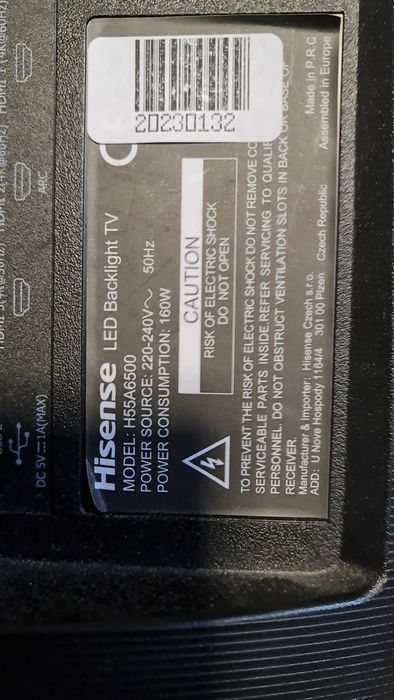 20230132
Hisense LED Backlight TV
MODEL: H55A6500
POWER SOURCE: 220-240V～ 50Hz
POWER CONSUMPTION: 160W
CAUTION
RISK OF ELECTRIC SHOCK
DO NOT OPEN
TO PREVENT THE RISK OF ELECTRIC SHOCK DO NOT REMOVE
SERVICEABLE PARTS INSIDE.REFER SERVICING TO
PERSONNEL. DO NOT OBSTRUCT VENTILATION SLOTS IN BACK OR BASE OF
RECEIVER.
Manufacturer & Importer: Hisense Czech s.r.o. Made in P.R.C
ADD: U Nove Hospody 1164/4 301 00 Plzen Czech Republic Assembled in Europe
ARC
DC 5V⎓1A(MAX)